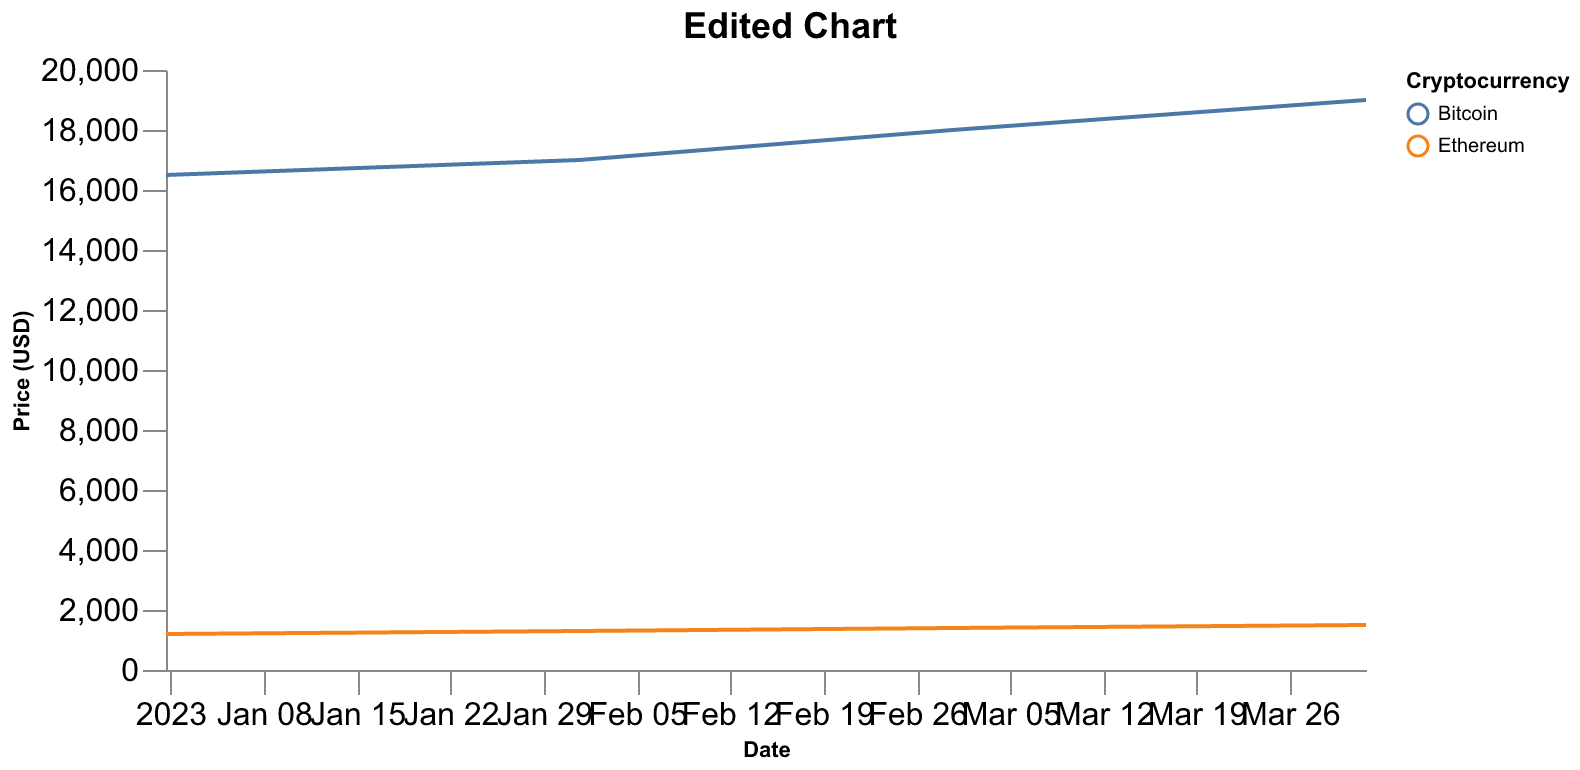 Edited Chart
20,000
18,000
16,000
14,000
12,000
10,000
8,000
6,000
4,000
2,000
0
Price (USD)
2023 Jan 08 Jan 15 Jan 22 Jan 29 Feb 05 Feb 12 Feb 19 Feb 26 Mar 05 Mar 12 Mar 19 Mar 26
Date
Cryptocurrency
Bitcoin
Ethereum